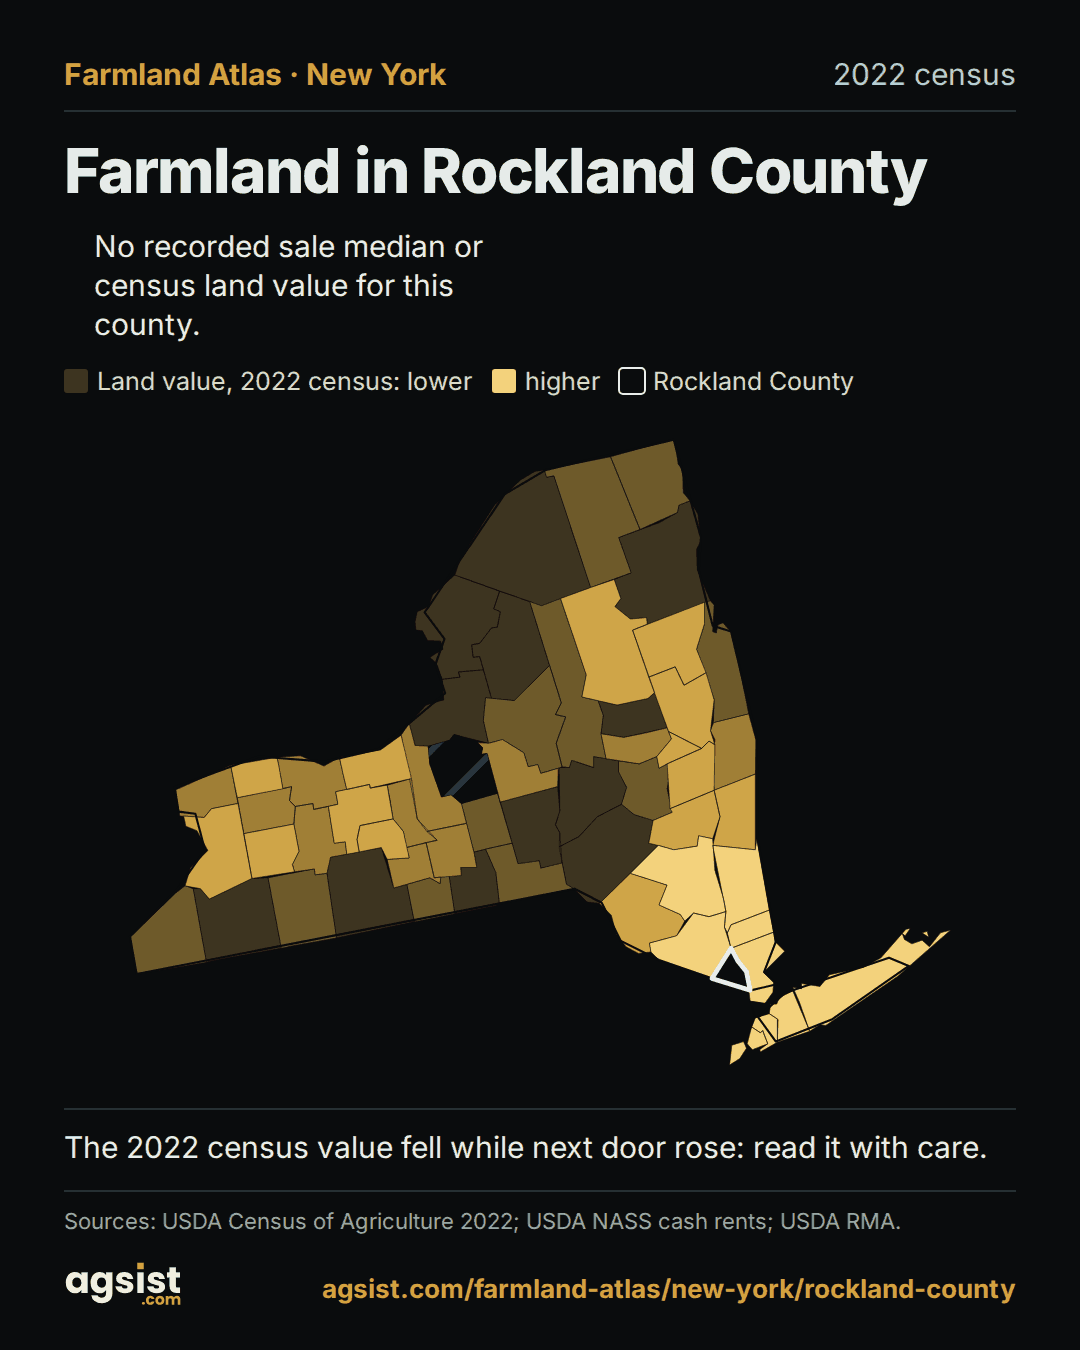 Farmland Atlas · New York
2022 census
Farmland in Rockland County
No recorded sale median or
census land value for this
county.
Land value, 2022 census: lower
higher
Rockland County
The 2022 census value fell while next door rose: read it with care.
Sources: USDA Census of Agriculture 2022; USDA NASS cash rents; USDA RMA.
agsist
.com
agsist.com/farmland-atlas/new-york/rockland-county